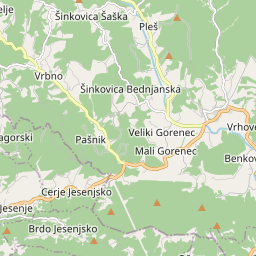 elje
Šinkovica Šaška
Pleš
Vrbno
Šinkovica Bednjanska
Veliki Gorenec
Vrhove
agorski
Pašnik
Mali Gorenec
Benkov
Cerje Jesenjsko
Jesenje
Brdo Jesenjsko